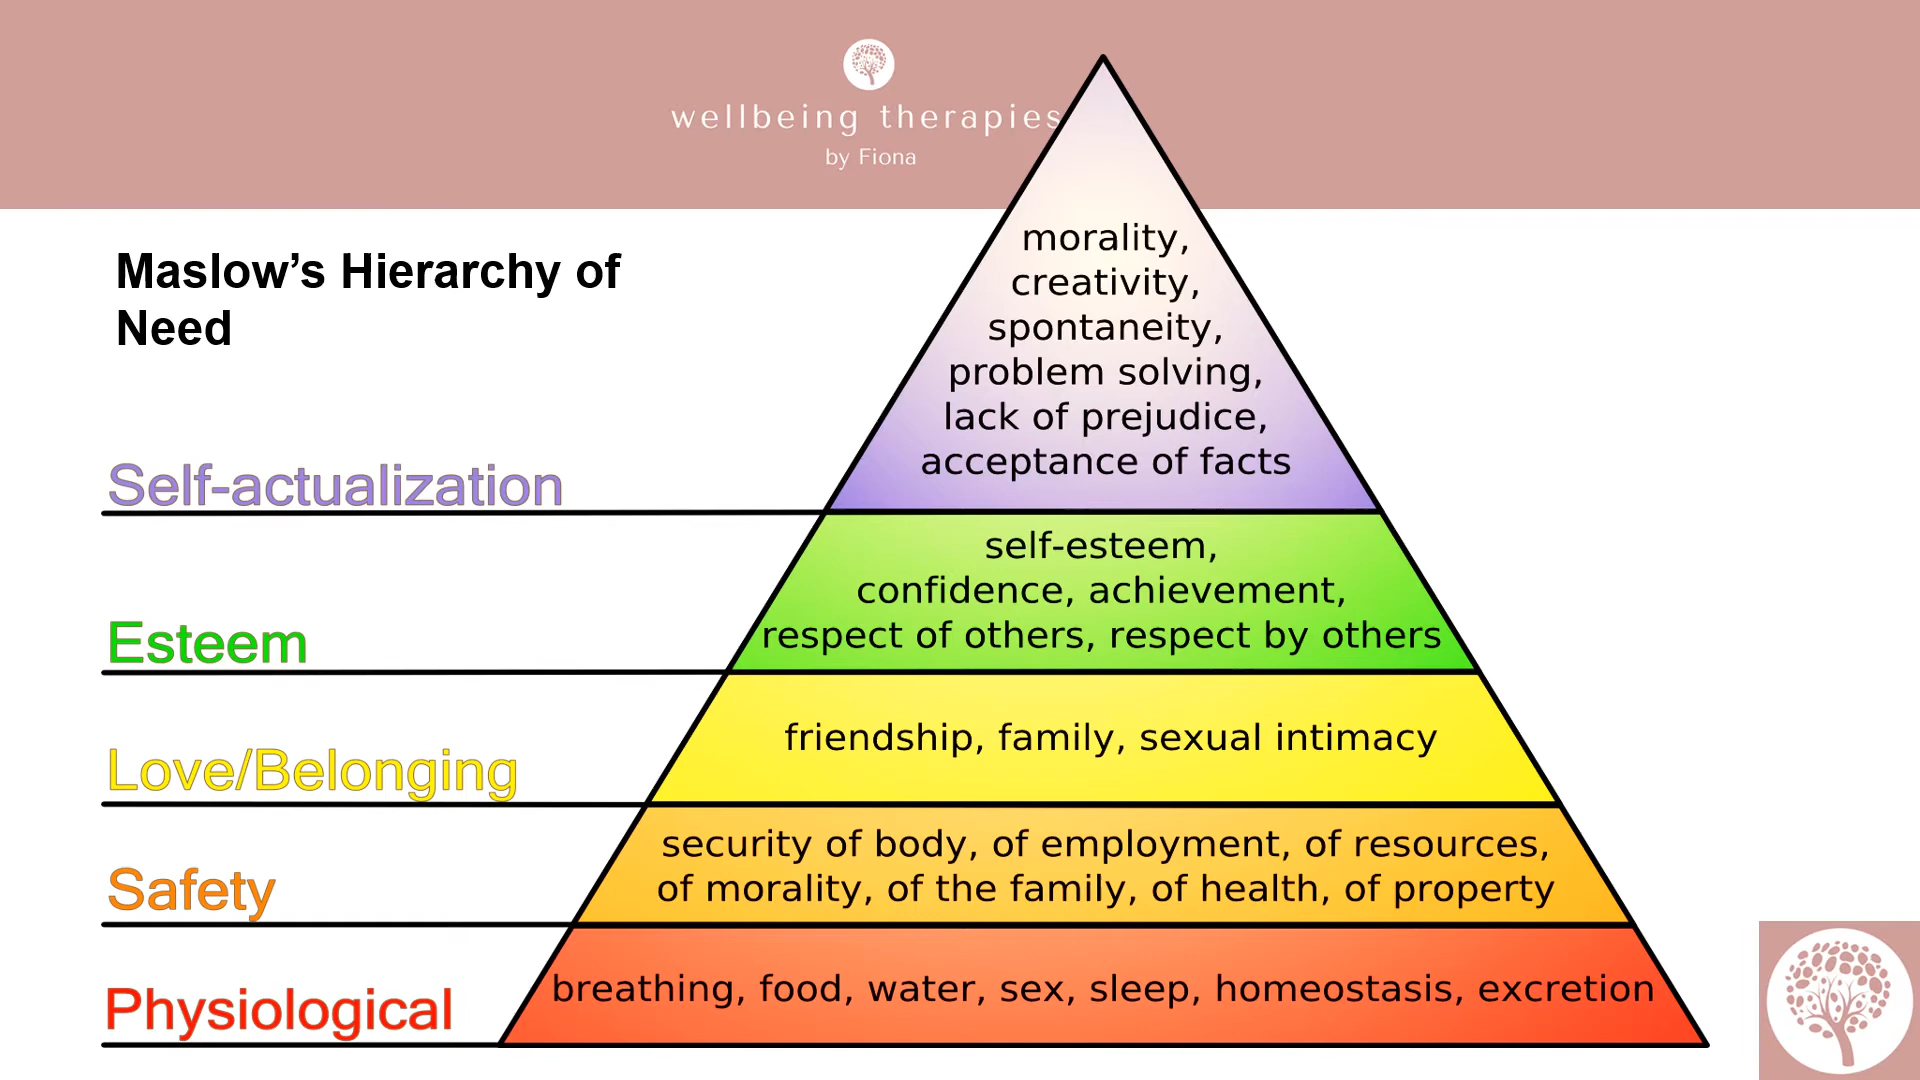 wellbeing therapies
by Fiona
Maslow’s Hierarchy of
Need
morality,
creativity,
spontaneity,
problem solving,
lack of prejudice,
acceptance of facts
Self-actualization
self-esteem,
confidence, achievement,
respect of others, respect by others
Esteem
friendship, family, sexual intimacy
Love/Belonging
security of body, of employment, of resources,
of morality, of the family, of health, of property
Safety
breathing, food, water, sex, sleep, homeostasis, excretion
Physiological